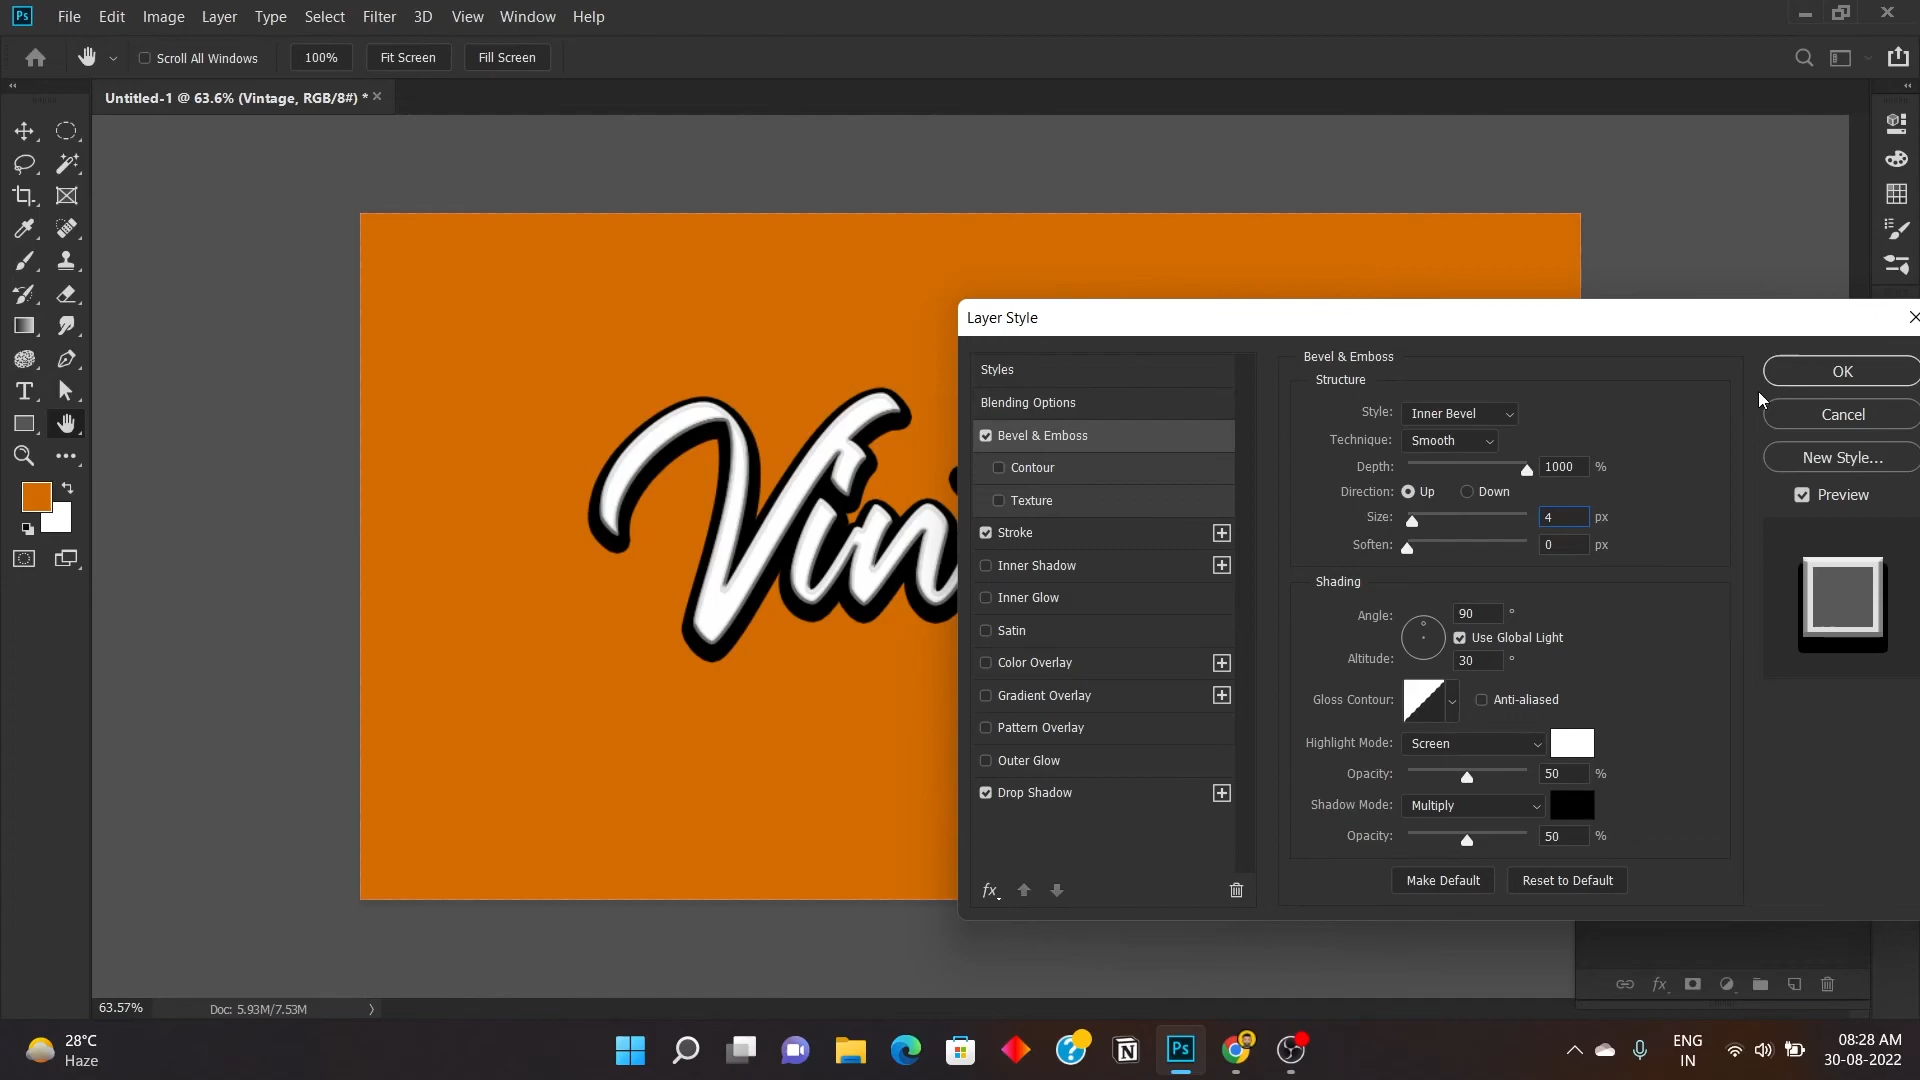 Ps File Edit Image Layer Type Select Filter 3D View Window Help
Scroll All Windows 100% Fit Screen Fill Screen
Untitled-1 @ 63.6% (Vintage, RGB/8#) *
Layer Style
Styles
Blending Options
Bevel & Emboss
Contour
Texture
Stroke
Inner Shadow
Inner Glow
Satin
Color Overlay
Gradient Overlay
Pattern Overlay
Outer Glow
Drop Shadow
fx
Bevel & Emboss
Structure
Style: Inner Bevel
Technique: Smooth
Depth: 1000 %
Direction: Up Down
Size: 4 px
Soften: 0 px
Shading
Angle: 90 °
Use Global Light
Altitude: 30 °
Gloss Contour: Anti-aliased
Highlight Mode: Screen
Opacity: 50 %
Shadow Mode: Multiply
Opacity: 50 %
Make Default Reset to Default
OK
Cancel
New Style...
Preview
Vin
T
fx
63.57% Doc: 5.93M/7.53M
28°C
Haze
Ps
ENG
IN
08:28 AM
30-08-2022